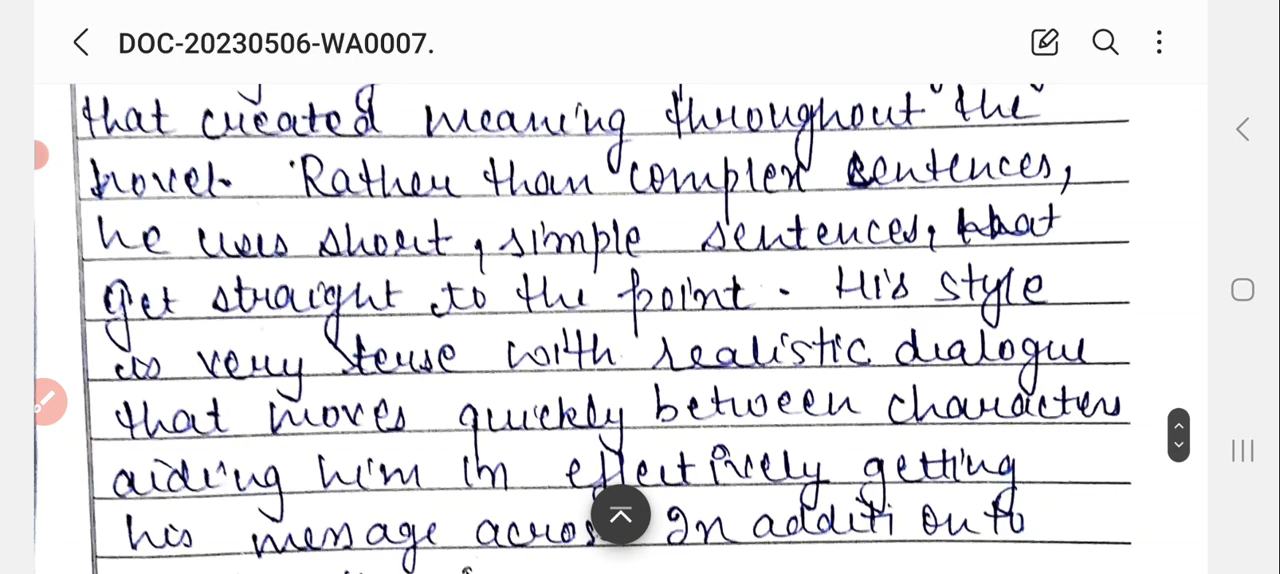 DOC-20230506-WA0007.
that created meaning throughout "the"
novel. Rather than complex sentences,
he uses short, simple sentences, that
get straight to the point. His style
is very terse with realistic dialogue
that moves quickly between characters
aiding him in effectively getting
his message across In addition to